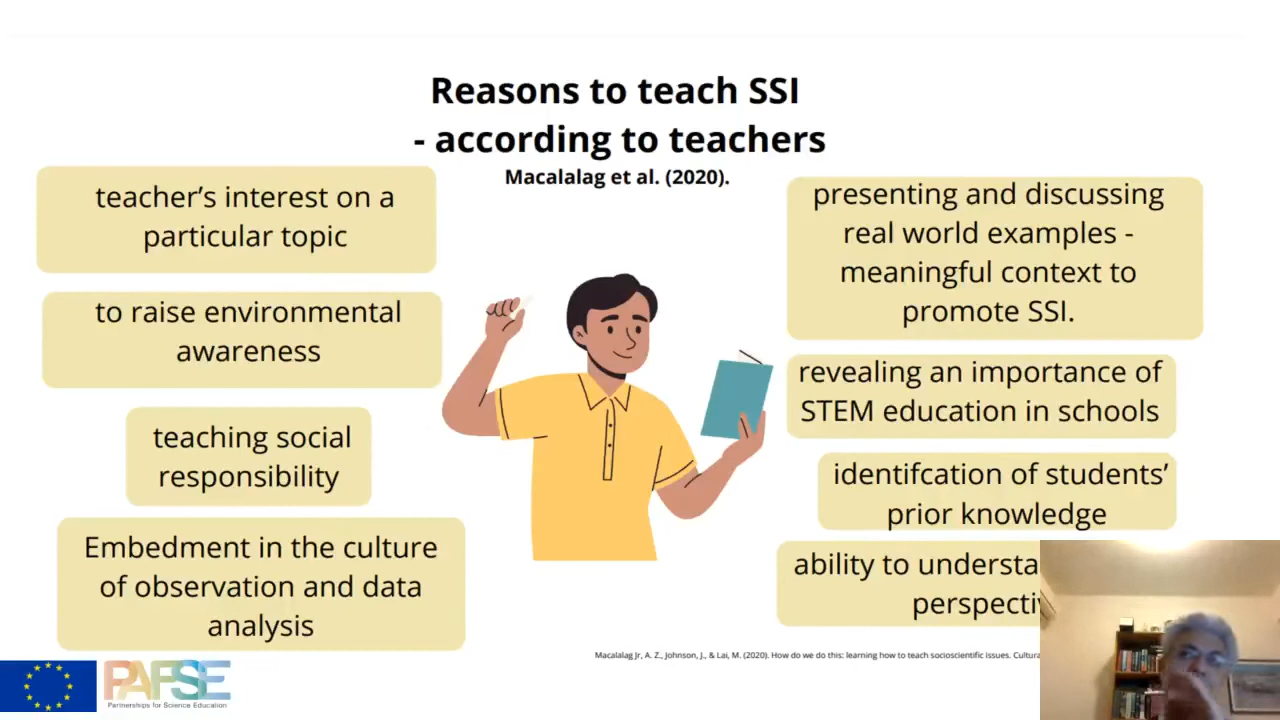 Reasons to teach SSI
- according to teachers
Macalalag et al. (2020).
teacher’s interest on a
particular topic
to raise environmental
awareness
teaching social
responsibility
Embedment in the culture
of observation and data
analysis
presenting and discussing
real world examples -
meaningful context to
promote SSI.
revealing an importance of
STEM education in schools
identifcation of students’
prior knowledge
ability to
Macalalag Jr, A. Z., Johnson, J., & Lai, M. (2020). How do we do this: learning how to teach socioscientific issues.
PAFSE
Partnerships for Science Education